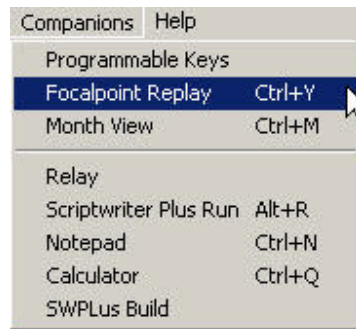 Companions Help
Programmable Keys
Focalpoint Replay Ctrl+Y
Month View Ctrl+M
Relay
Scriptwriter Plus Run Alt+R
Notepad Ctrl+N
Calculator Ctrl+Q
SWPLus Build